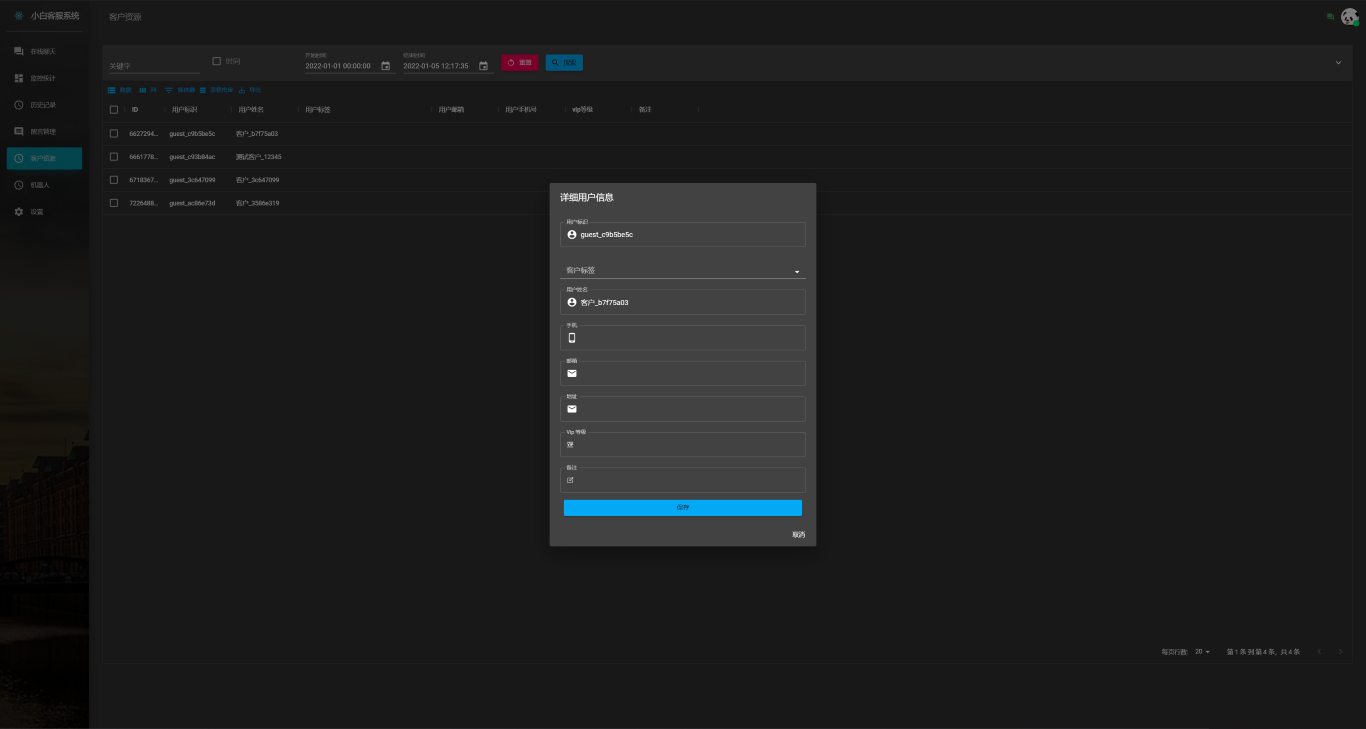 小白客服系统
客户资源
在线聊天
监控统计
历史记录
留言管理
客户资源
机器人
设置
关键字
时间
开始时间
2022-01-01 00:00:00
结束时间
2022-01-05 12:17:35
重置
搜索
ID 用户标识 用户姓名 用户标签 用户邮箱 用户手机号 vip等级 备注
6627294... guest_c9b5be5c 客户_b7f75a03
6661778... guest_c93b84ac 测试客户_12345
6718367... guest_3c647099 客户_3c647099
7226488... guest_ac86e73d 客户_3586e319
详细用户信息
用户标识
guest_c9b5be5c
客户标签
用户姓名
客户_b7f75a03
手机
邮箱
地址
Vip 等级
备注
保存
取消
每页行数: 20 第 1 条 到 第 4 条, 共 4 条